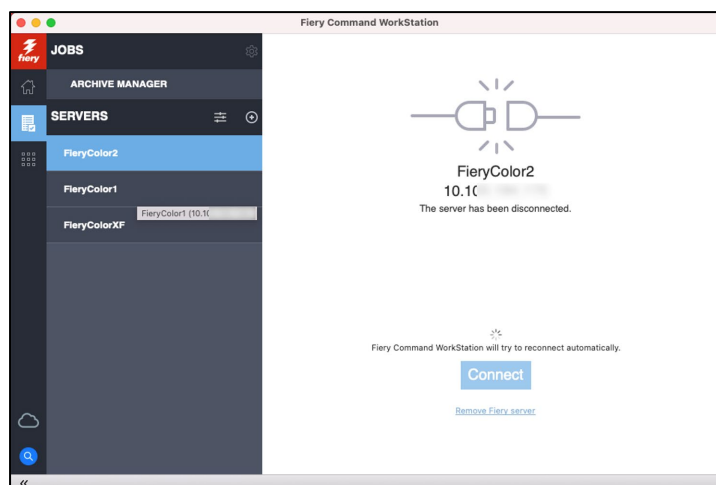 Fiery Command WorkStation
fiery
JOBS
ARCHIVE MANAGER
SERVERS
FieryColor2
FieryColor1
FieryColor1 (10.10
FieryColorXF
FieryColor2
10.10
The server has been disconnected.
Fiery Command WorkStation will try to reconnect automatically.
Connect
Remove Fiery server